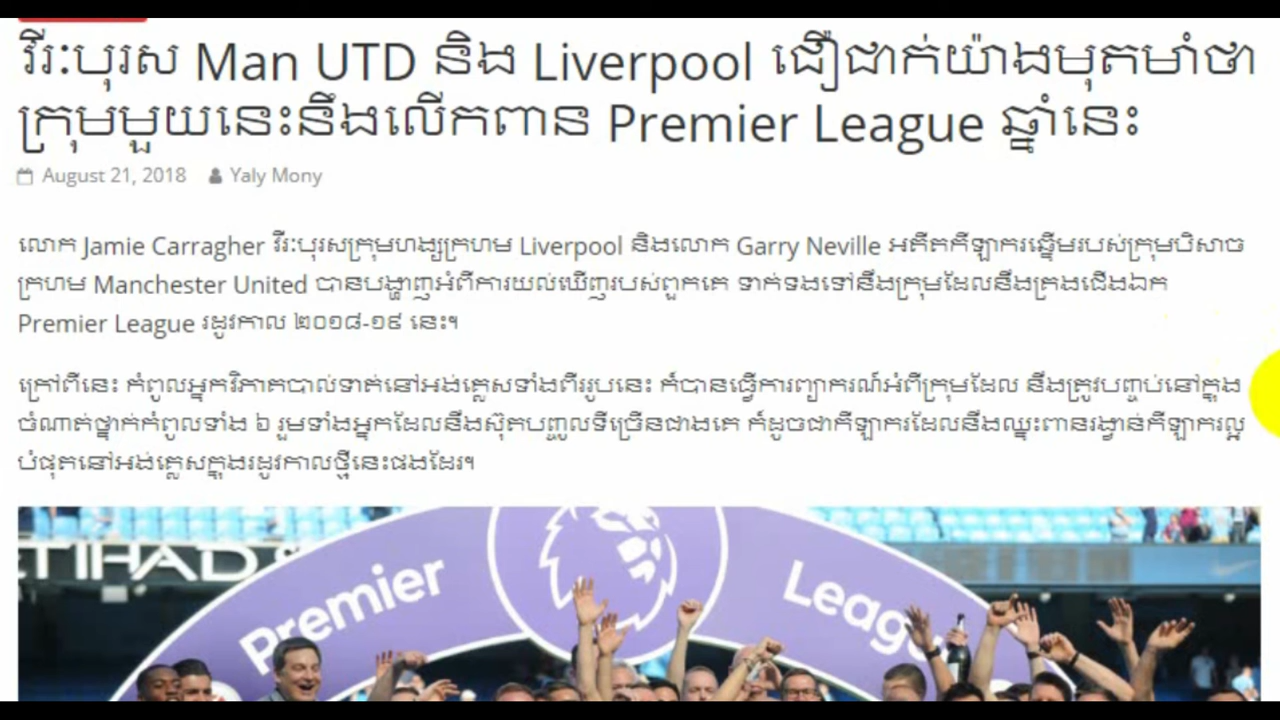 វីរៈបុរស Man UTD និង Liverpool ជឿជាក់យ៉ាងមុតមាំថា
ក្រុមមួយនេះនឹងលើកពាន Premier League ឆ្នាំនេះ
August 21, 2018 Yaly Mony
លោក Jamie Carragher វីរៈបុរសក្រុមហង្សក្រហម Liverpool និងលោក Garry Neville អតីតកីឡាករឆ្នើមរបស់ក្រុមបិសាច
ក្រហម Manchester United បានបង្ហាញអំពីការយល់ឃើញរបស់ពួកគេ ទាក់ទងទៅនឹងក្រុមដែលនឹងគ្រងជើងឯក
Premier League រដូវកាល ២០១៨-១៩ នេះ។
ក្រៅពីនេះ កំពូលអ្នកវិភាគបាល់ទាត់នៅអង់គ្លេសទាំងពីររូបនេះ ក៏បានធ្វើការព្យាករណ៍អំពីក្រុមដែល នឹងត្រូវបញ្ចប់នៅក្នុង
ចំណាត់ថ្នាក់កំពូលទាំង ៦ រួមទាំងអ្នកដែលនឹងស៊ុតបញ្ចូលទីច្រើនជាងគេ ក៏ដូចជាកីឡាករដែលនឹងឈ្នះពានរង្វាន់កីឡាករល្អ
បំផុតនៅអង់គ្លេសក្នុងរដូវកាលថ្មីនេះផងដែរ។
ETIHAD
Premier League